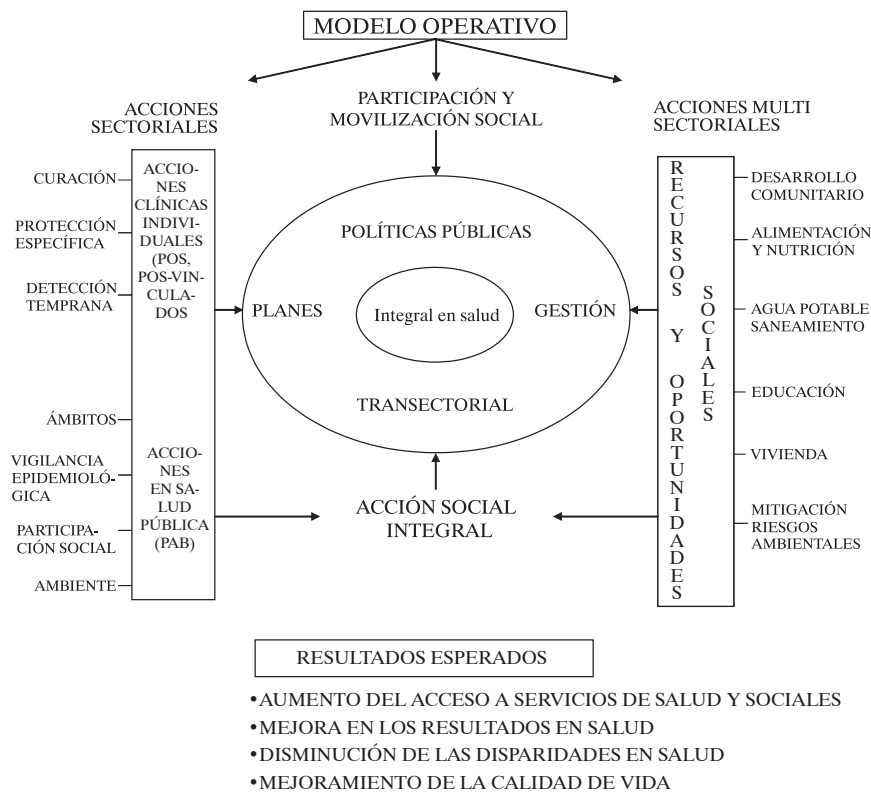 MODELO OPERATIVO
ACCIONES
SECTORIALES
PARTICIPACIÓN Y
MOVILIZACIÓN SOCIAL
ACCIONES MULTI
SECTORIALES
CURACIÓN
PROTECCIÓN
ESPECÍFICA
DETECCIÓN
TEMPRANA
ÁMBITOS
VIGILANCIA
EPIDEMIOLÓ-
GICA
PARTICIPA-
CIÓN SOCIAL
AMBIENTE
ACCIO-
NES
CLÍNICAS
INDIVI-
DUALES
(POS,
POS-VIN-
CULA-
DOS
ACCIO-
NES
EN SA-
LUD
PÚBLICA
(PAB)
POLÍTICAS PÚBLICAS
PLANES
Integral en salud
GESTIÓN
TRANSECTORIAL
ACCIÓN SOCIAL
INTEGRAL
RECURSOS Y OPORTUNIDADES
SOCIALES
DESARROLLO
COMUNITARIO
ALIMENTACIÓN
Y NUTRICIÓN
AGUA POTABLE
SANEAMIENTO
EDUCACIÓN
VIVIENDA
MITIGACIÓN
RIESGOS
AMBIENTALES
RESULTADOS ESPERADOS
•AUMENTO DEL ACCESO A SERVICIOS DE SALUD Y SOCIALES
•MEJORA EN LOS RESULTADOS EN SALUD
•DISMINUCIÓN DE LAS DISPARIDADES EN SALUD
•MEJORAMIENTO DE LA CALIDAD DE VIDA